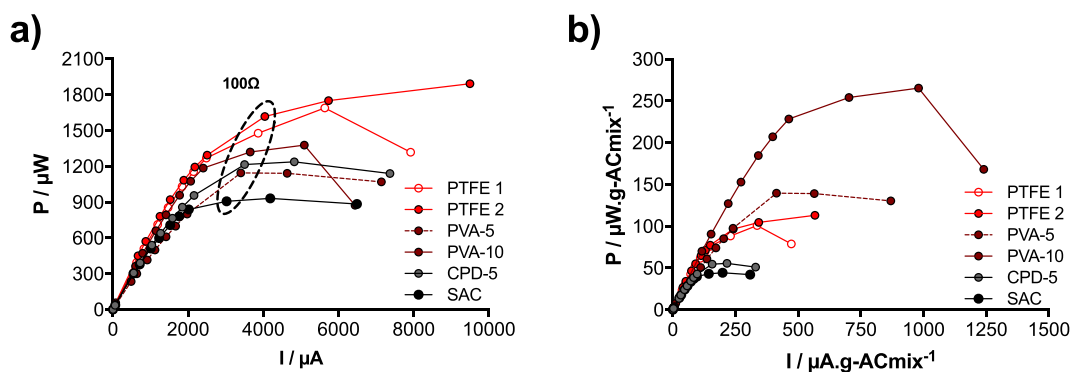 a)
P / µW
2100
1800
1500
1200
900
600
300
0
100Ω
PTFE 1
PTFE 2
PVA-5
PVA-10
CPD-5
SAC
0 2000 4000 6000 8000 10000
I / µA
b)
P / µW.g-ACmix⁻¹
300
250
200
150
100
50
0
PTFE 1
PTFE 2
PVA-5
PVA-10
CPD-5
SAC
0 250 500 750 1000 1250 1500
I / µA.g-ACmix⁻¹